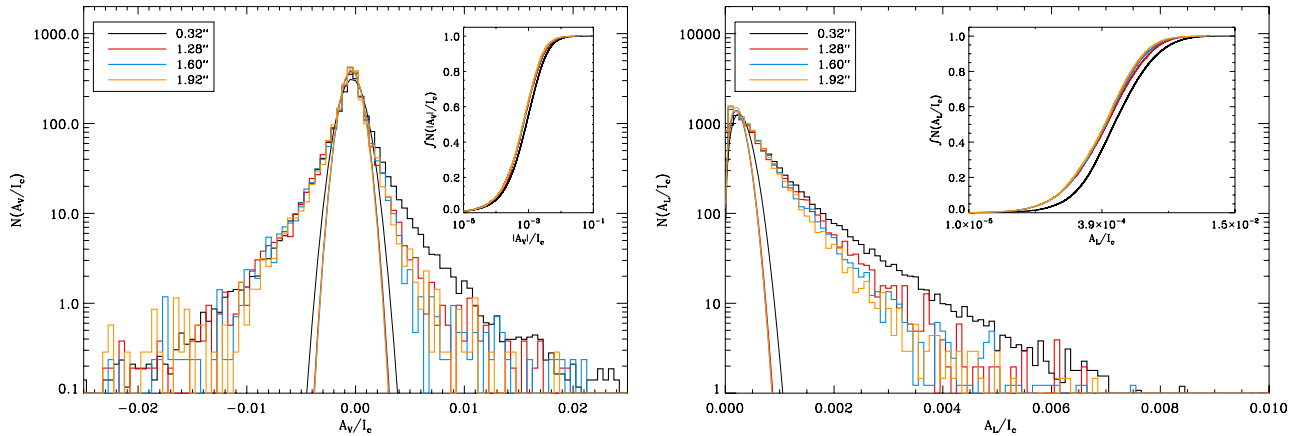 1000.0
100.0
10.0
1.0
0.1
N(A_V/I_c)
0.32"
1.28"
1.60"
1.92"
1.0
0.8
0.6
0.4
0.2
0.0
∫N(|A_V|/I_c)
10⁻⁵ 10⁻³ 10⁻¹
|A_V|/I_c
−0.02 −0.01 0.00 0.01 0.02
A_V/I_c
10000
1000
100
10
1
N(A_L/I_c)
0.32"
1.28"
1.60"
1.92"
1.0
0.8
0.6
0.4
0.2
0.0
∫N(A_L/I_c)
1.0×10⁻⁵ 3.9×10⁻⁴ 1.5×10⁻²
A_L/I_c
0.000 0.002 0.004 0.006 0.008 0.010
A_L/I_c